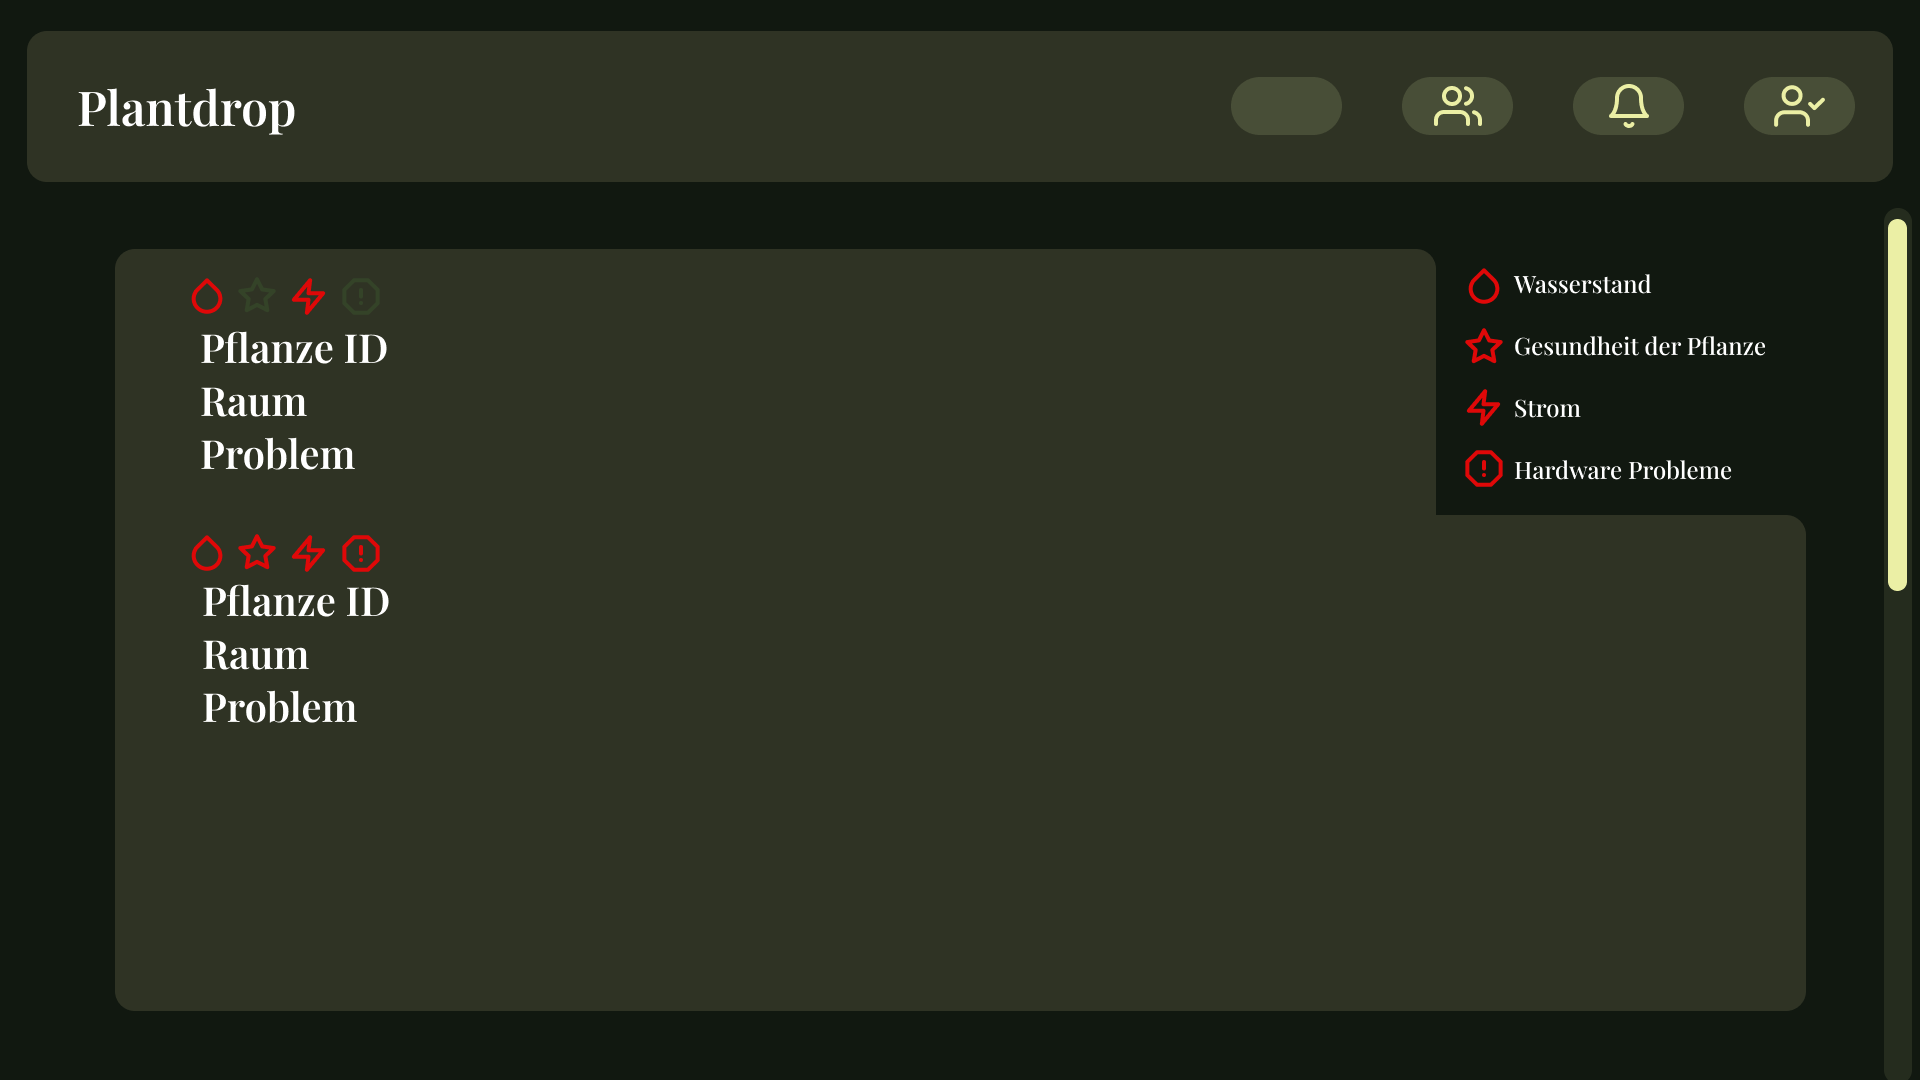 Plantdrop
Pflanze ID
Raum
Problem
Pflanze ID
Raum
Problem
Wasserstand
Gesundheit der Pflanze
Strom
Hardware Probleme